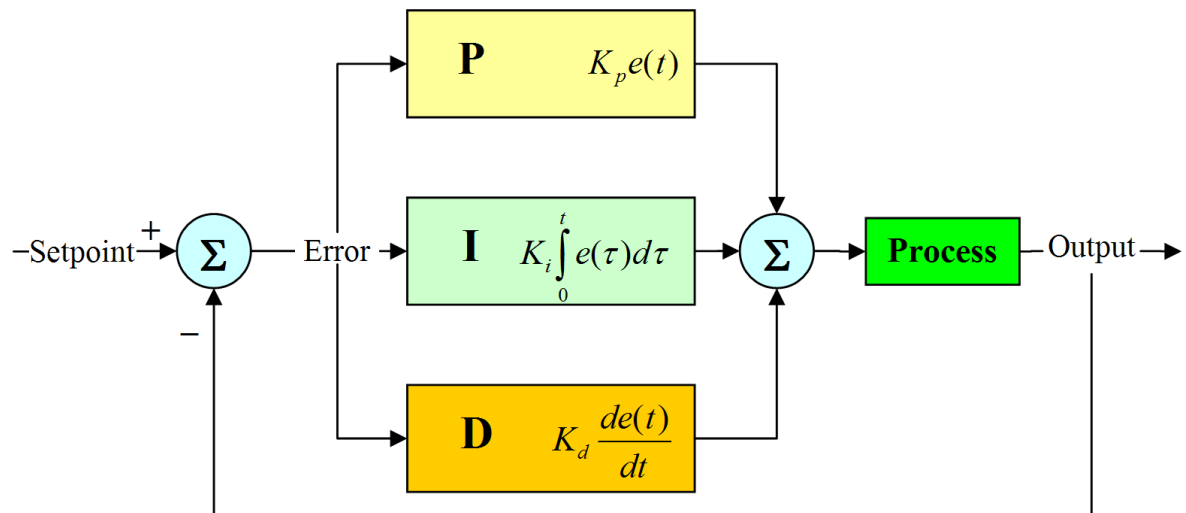 P K_p e(t)
–Setpoint + Σ Error I K_i ∫_0^t e(τ)dτ Σ Process Output
–
D K_d de(t)/dt